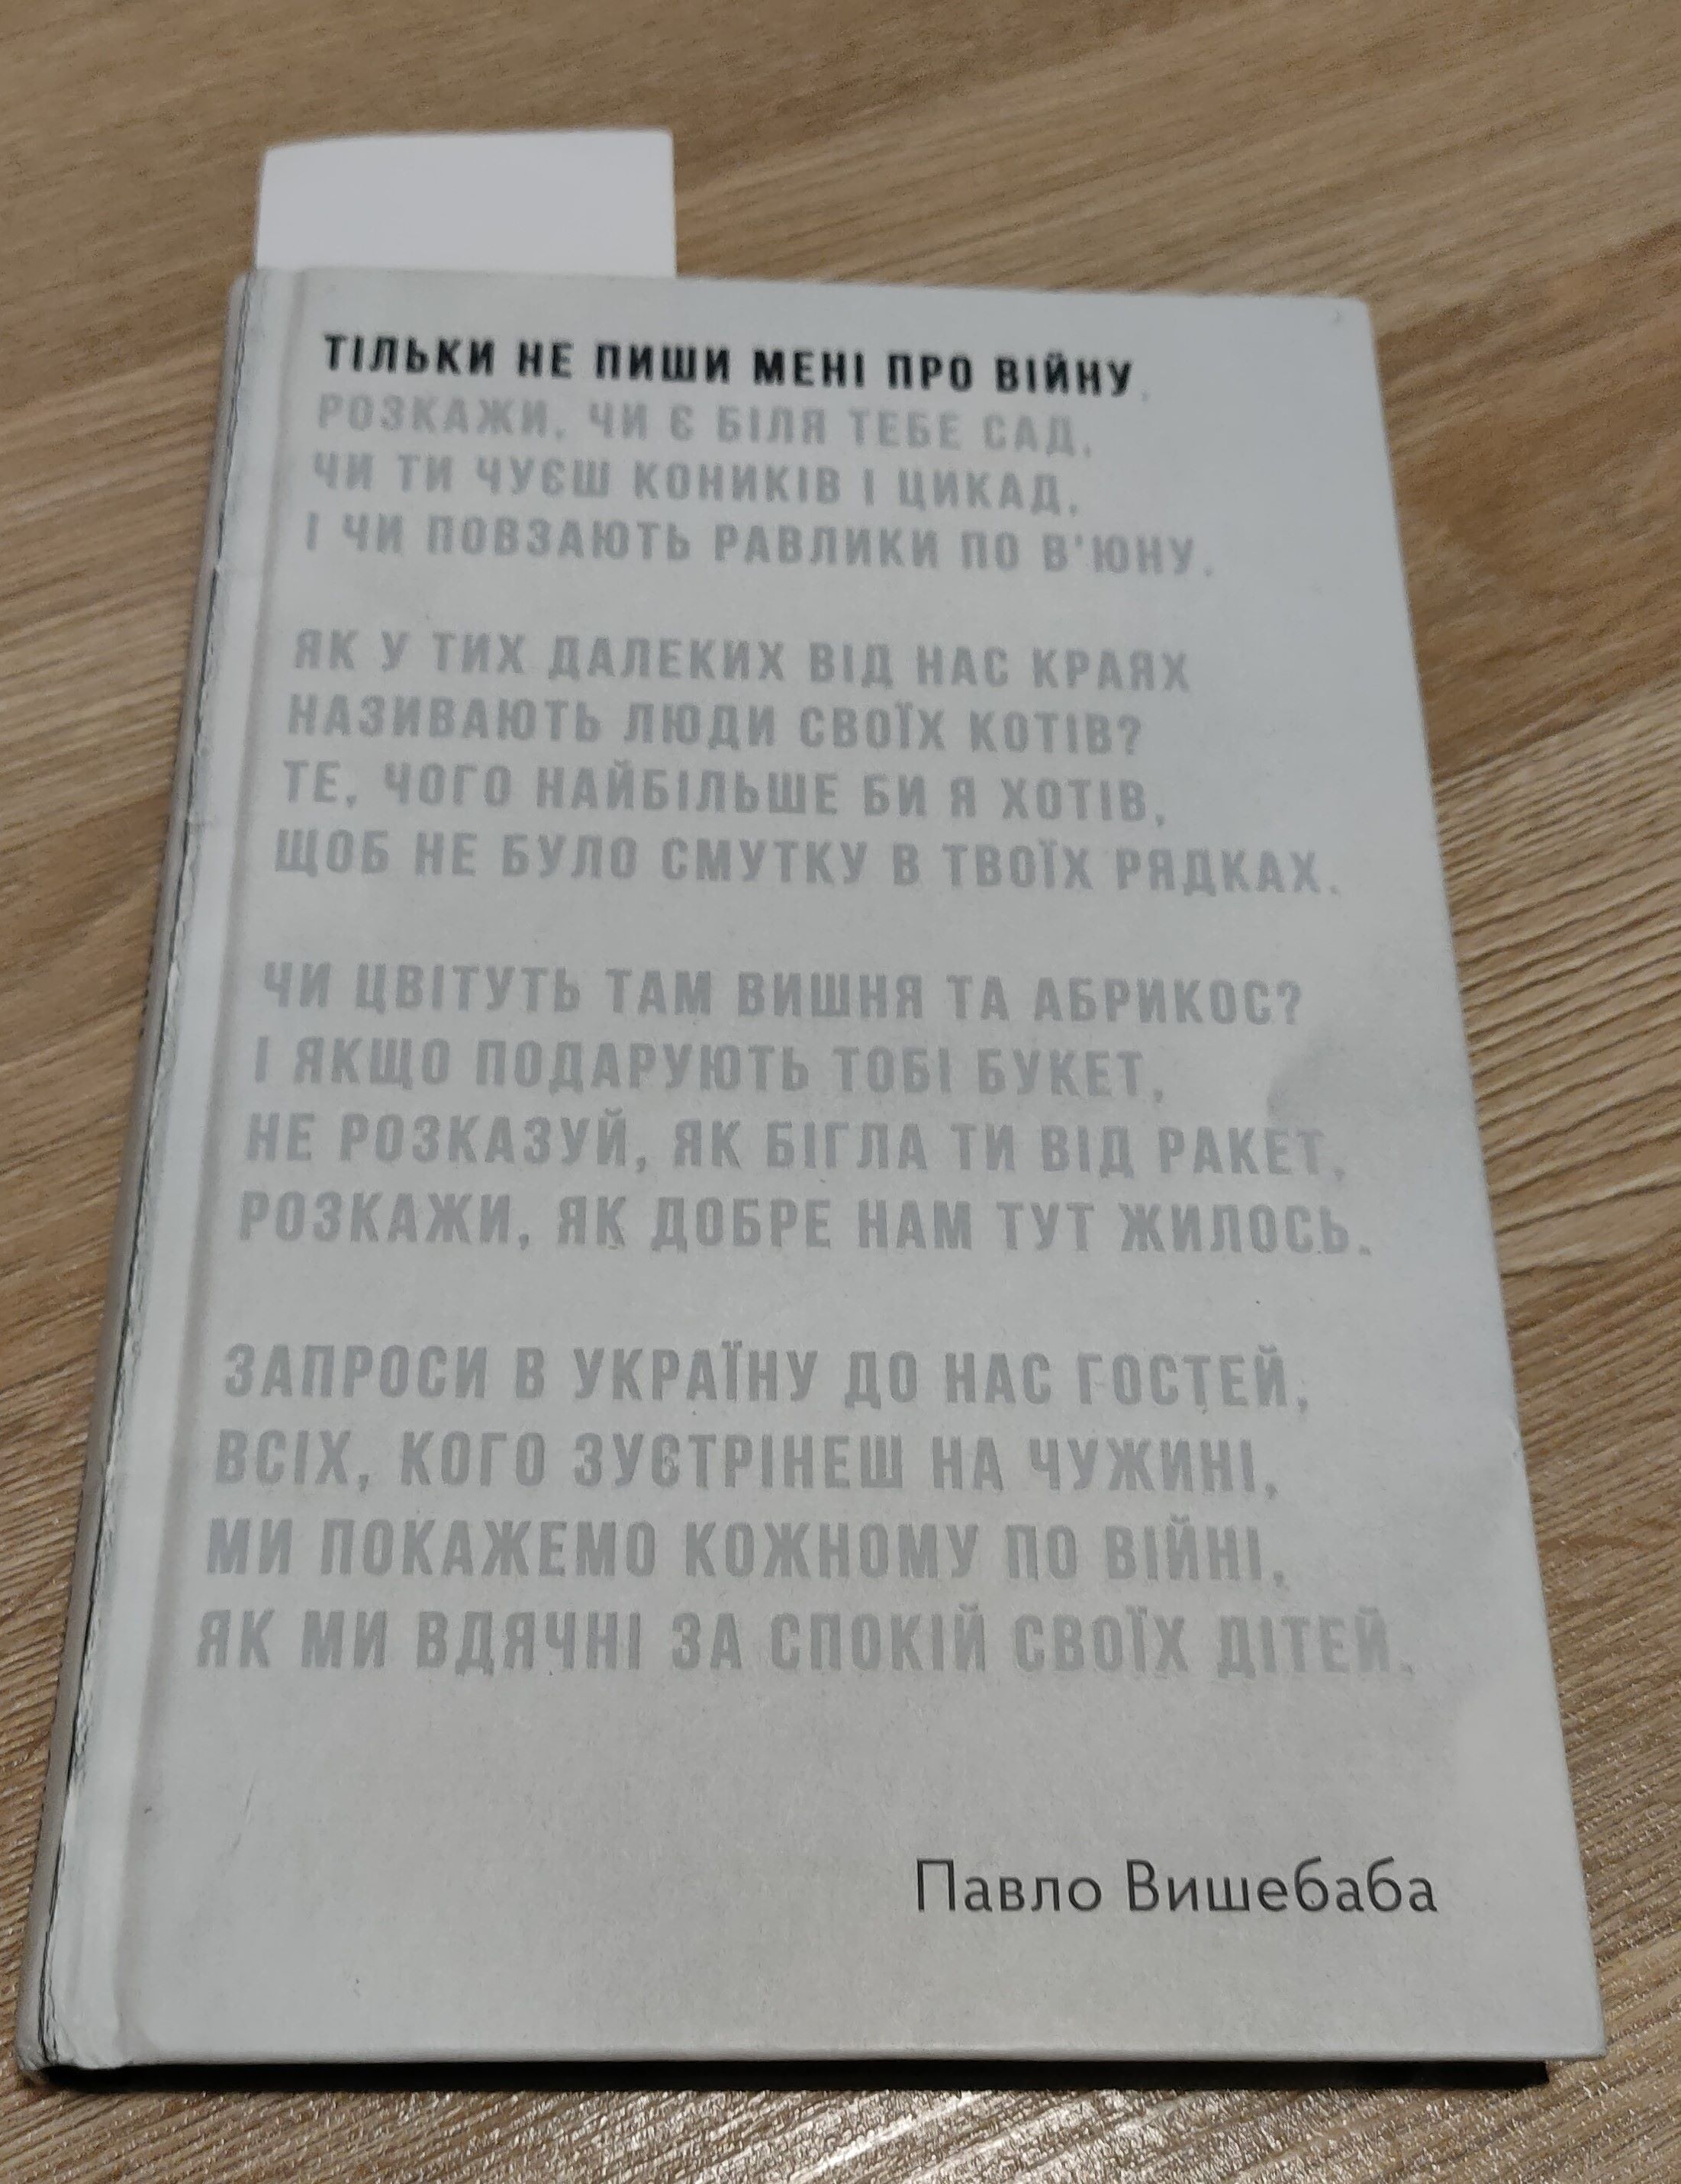 ТІЛЬКИ НЕ ПИШИ МЕНІ ПРО ВІЙНУ,
РОЗКАЖИ, ЧИ Є БІЛЯ ТЕБЕ САД,
ЧИ ТИ ЧУЄШ КОНИКІВ І ЦИКАД,
І ЧИ ПОВЗАЮТЬ РАВЛИКИ ПО В'ЮНУ.
ЯК У ТИХ ДАЛЕКИХ ВІД НАС КРАЯХ
НАЗИВАЮТЬ ЛЮДИ СВОЇХ КОТІВ?
ТЕ, ЧОГО НАЙБІЛЬШЕ БИ Я ХОТІВ,
ЩОБ НЕ БУЛО СМУТКУ В ТВОЇХ РЯДКАХ.
ЧИ ЦВІТУТЬ ТАМ ВИШНЯ ТА АБРИКОС?
І ЯКЩО ПОДАРУЮТЬ ТОБІ БУКЕТ,
НЕ РОЗКАЗУЙ, ЯК БІГЛА ТИ ВІД РАКЕТ,
РОЗКАЖИ, ЯК ДОБРЕ НАМ ТУТ ЖИЛОСЬ.
ЗАПРОСИ В УКРАЇНУ ДО НАС ГОСТЕЙ,
ВСІХ, КОГО ЗУСТРІНЕШ НА ЧУЖИНІ,
МИ ПОКАЖЕМО КОЖНОМУ ПО ВІЙНІ,
ЯК МИ ВДЯЧНІ ЗА СПОКІЙ СВОЇХ ДІТЕЙ.
Павло Вишебаба